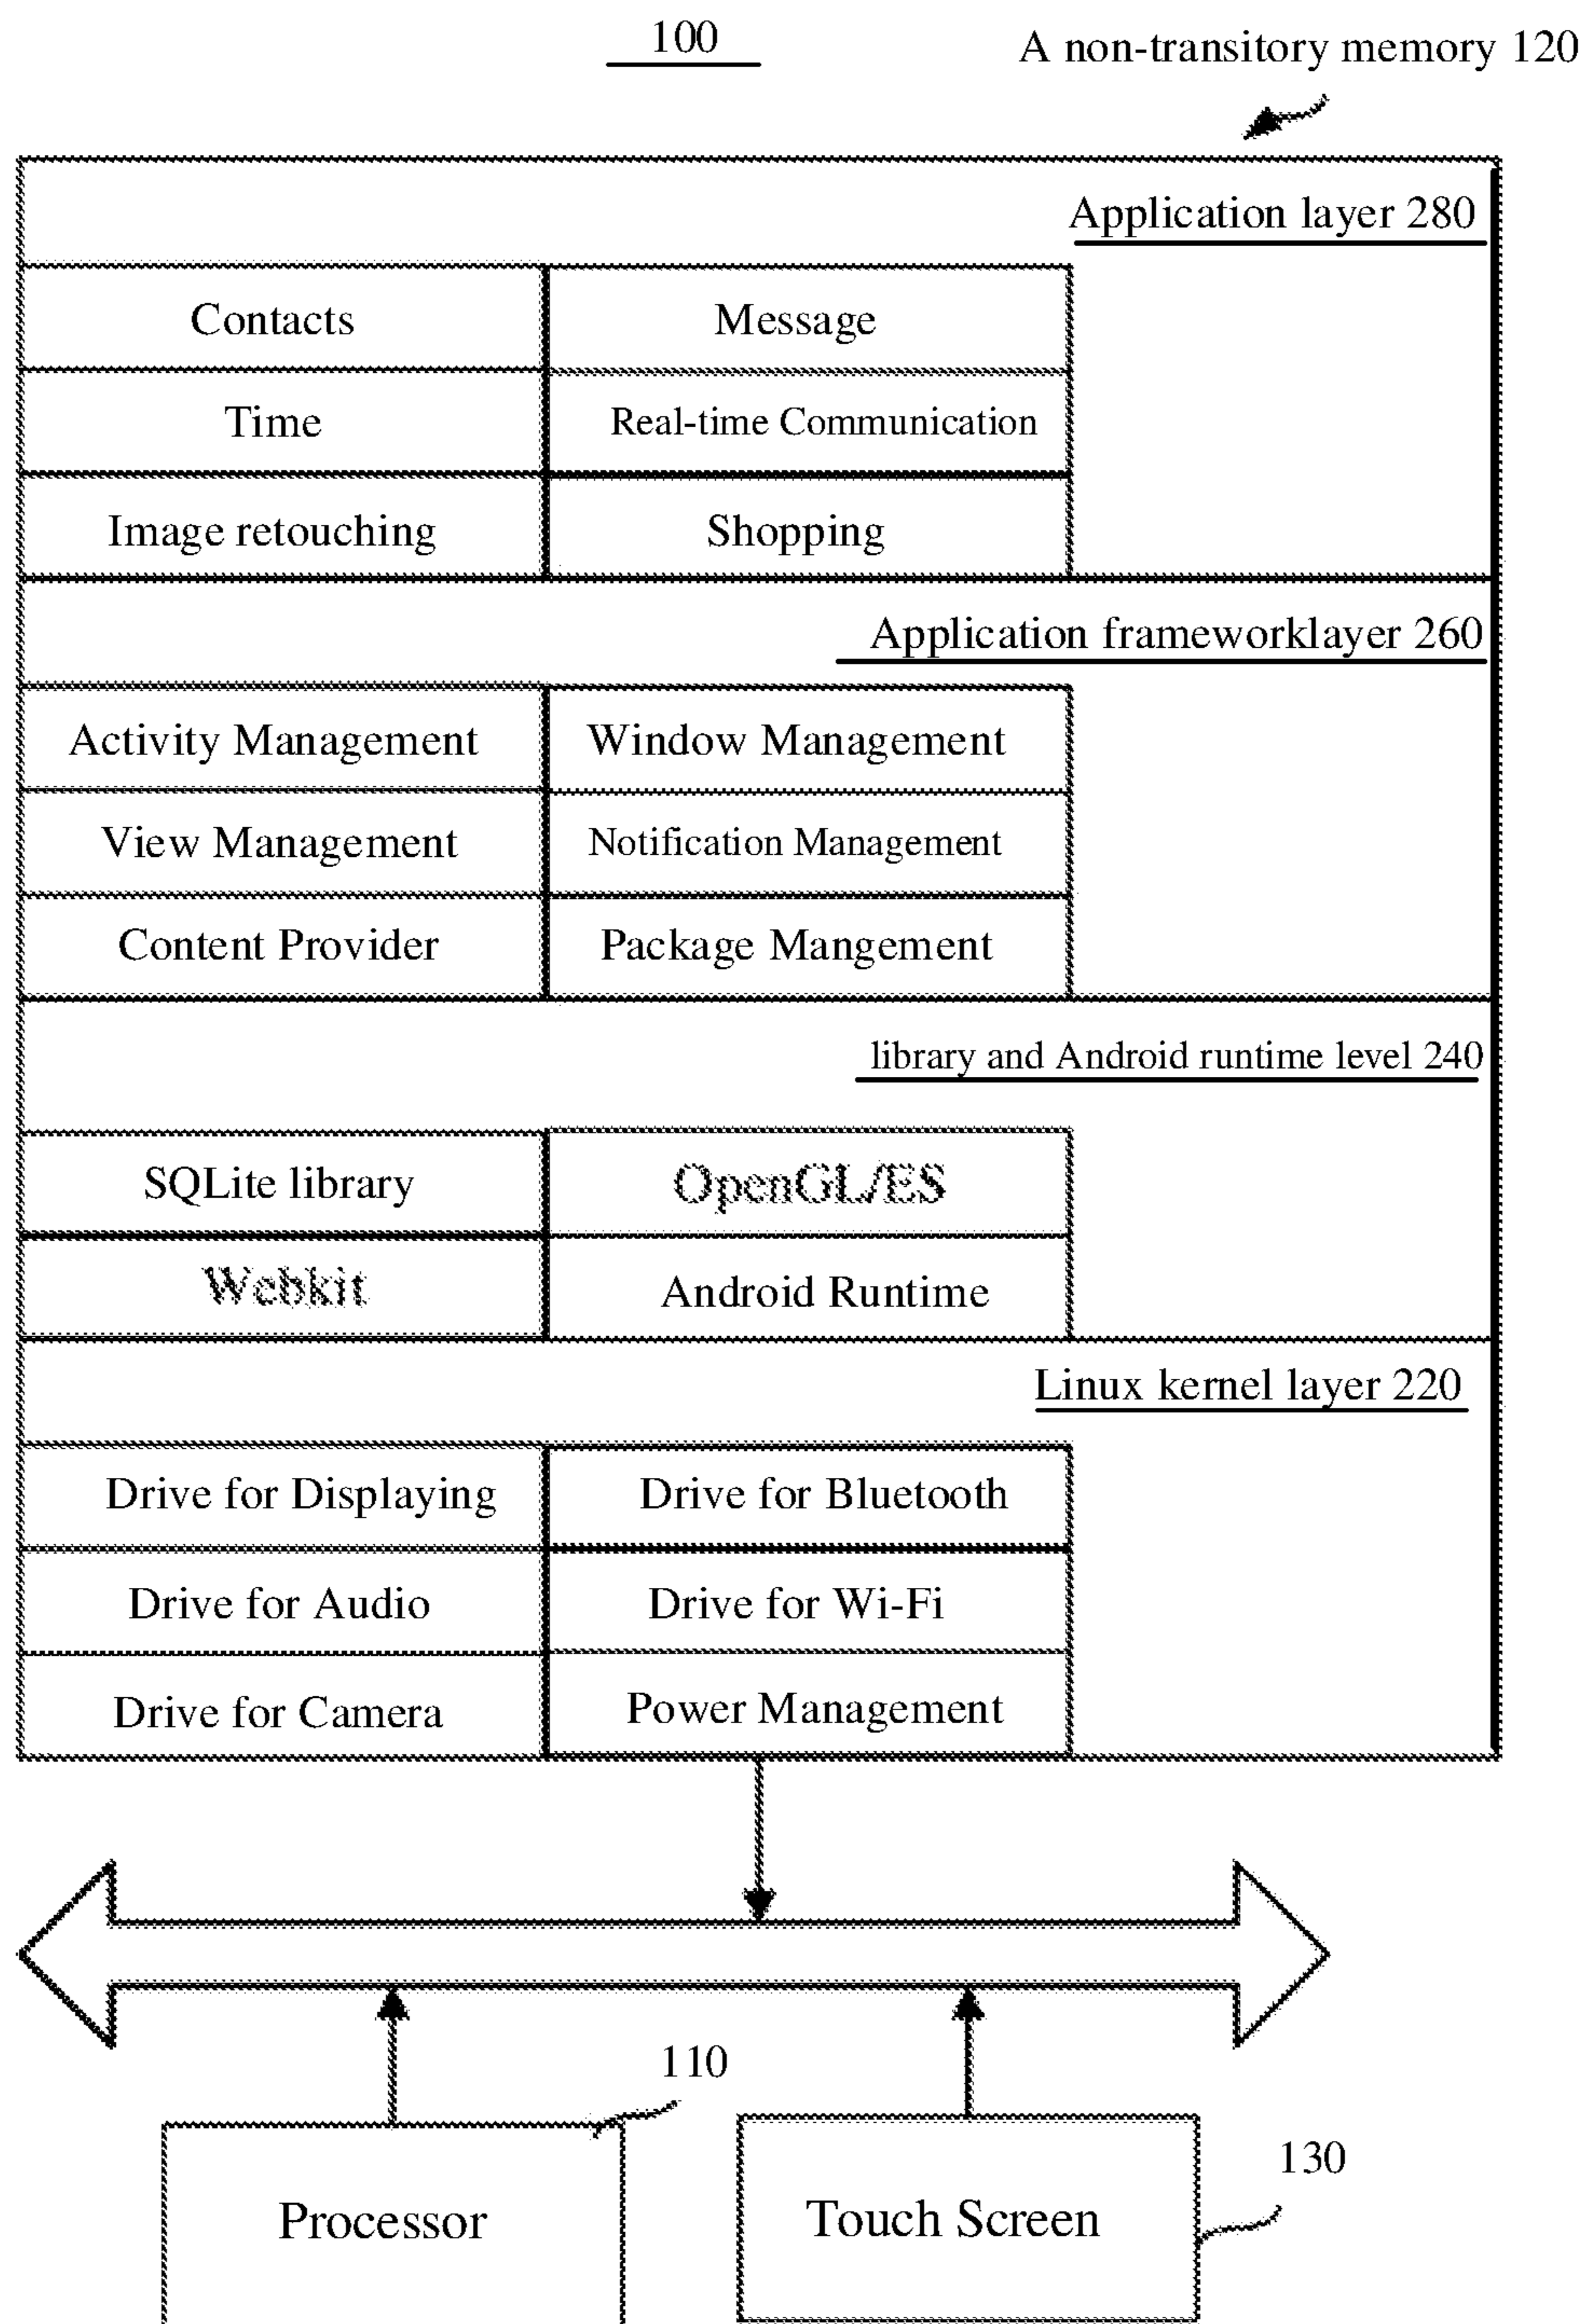 100
A non-transitory memory 120
Application layer 280
Contacts
Message
Time
Real-time Communication
Image retouching
Shopping
Application frameworklayer 260
Activity Management
Window Management
View Management
Notification Management
Content Provider
Package Mangement
library and Android runtime level 240
SQLite library
OpenGL/ES
Webkit
Android Runtime
Linux kernel layer 220
Drive for Displaying
Drive for Bluetooth
Drive for Audio
Drive for Wi-Fi
Drive for Camera
Power Management
110
130
Processor
Touch Screen